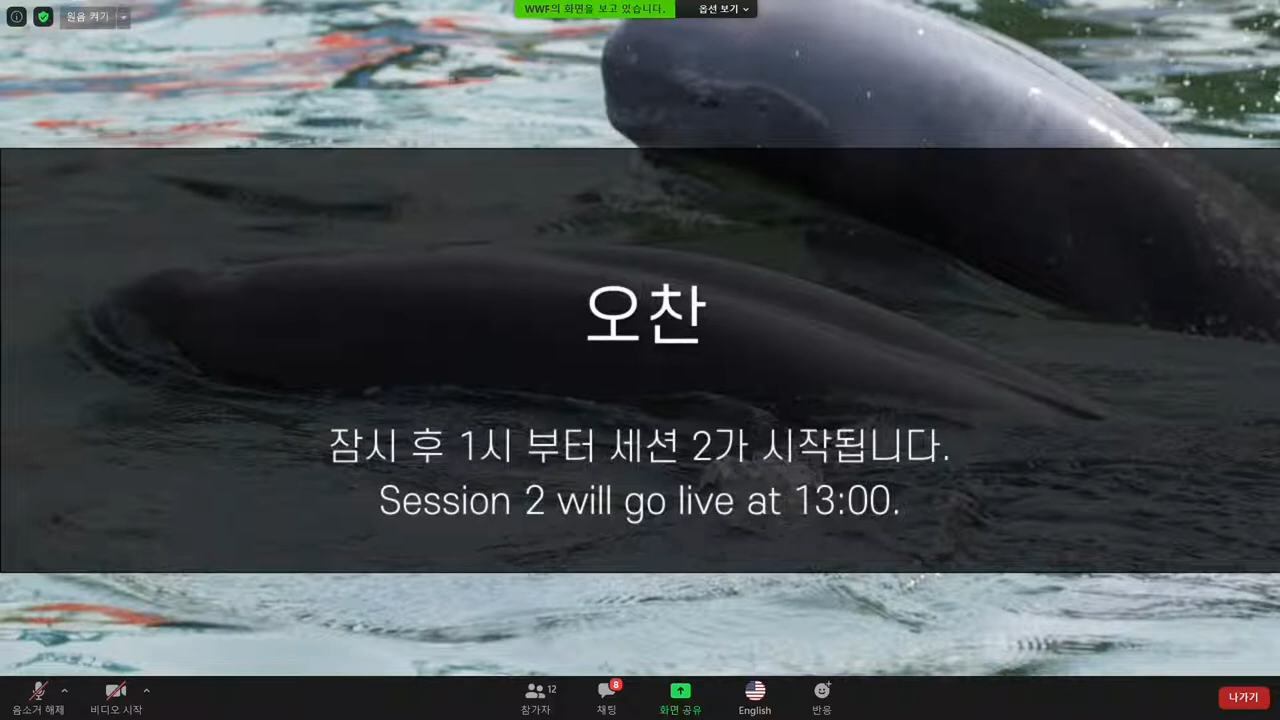 원음 켜기
WWF의 화면을 보고 있습니다.
옵션 보기
오찬
잠시 후 1시 부터 세션 2가 시작됩니다.
Session 2 will go live at 13:00.
음소거 해제
비디오 시작
12
참가자
8
채팅
화면 공유
English
반응
나가기